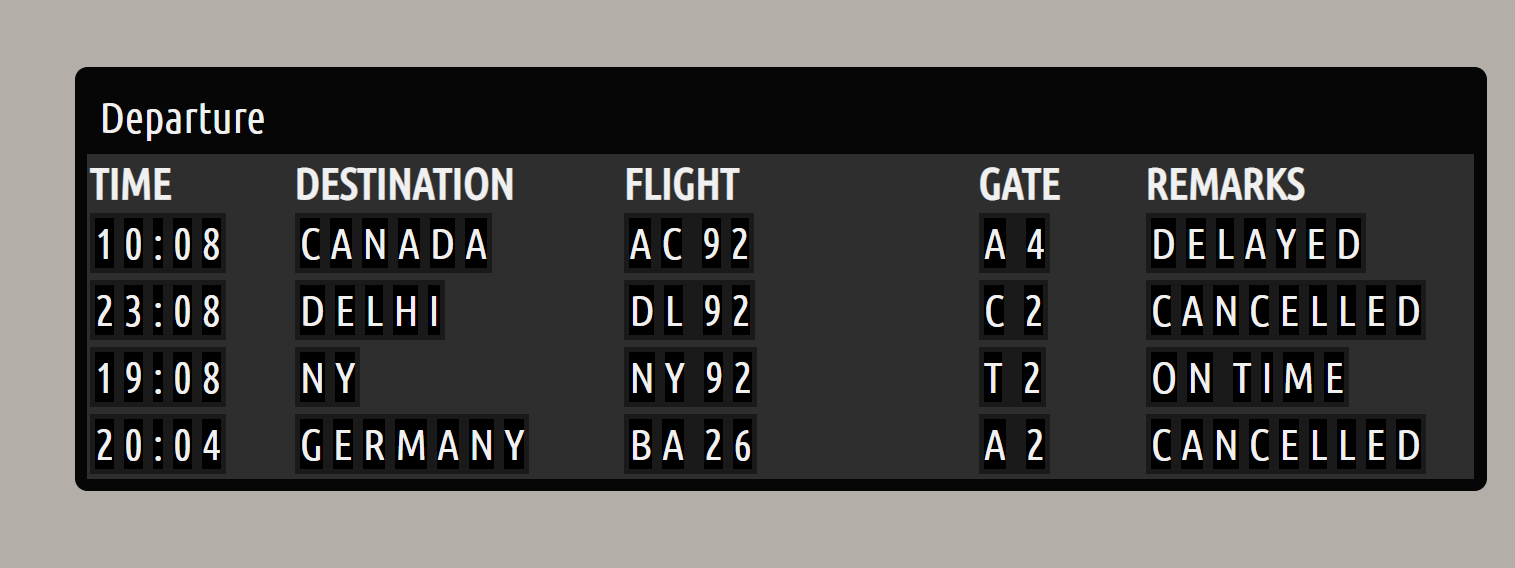 Departure
TIME DESTINATION FLIGHT GATE REMARKS
10:08 CANADA AC 92 A 4 DELAYED
23:08 DELHI DL 92 C 2 CANCELLED
19:08 NY NY 92 T 2 ON TIME
20:04 GERMANY BA 26 A 2 CANCELLED